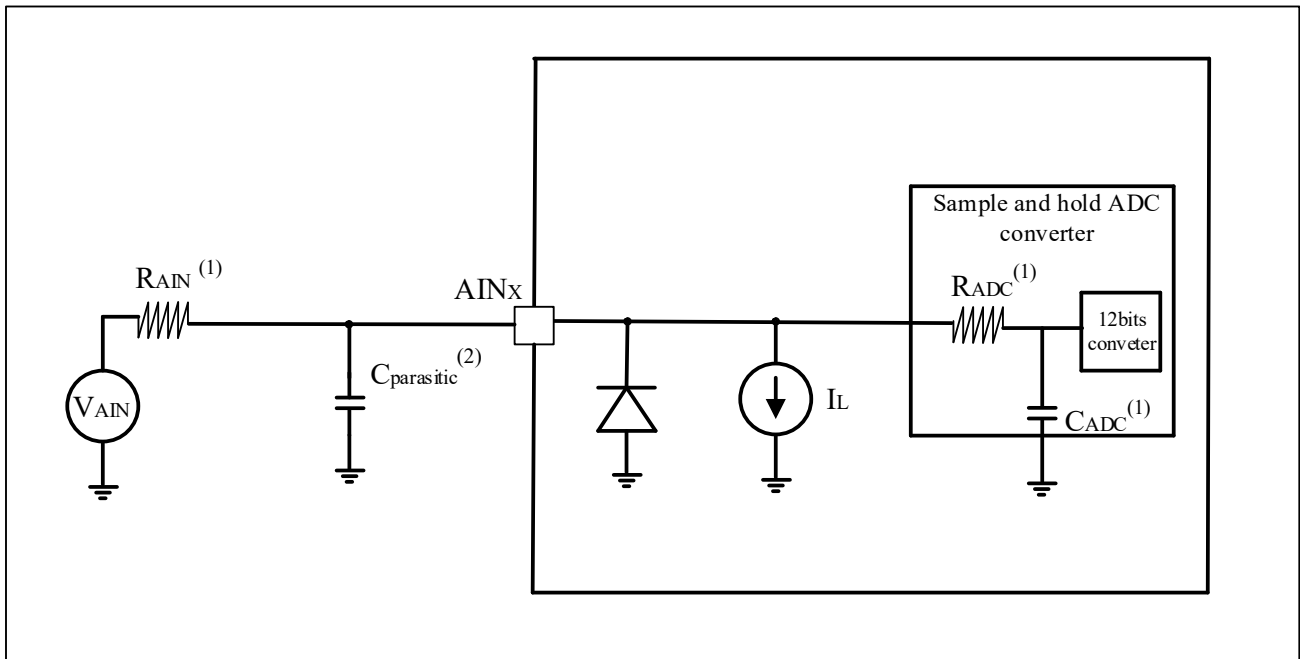 Sample and hold ADC
converter
RAIN (1)
AINX
RADC(1)
12bits
conveter
Cparasitic(2)
VAIN
IL
CADC(1)